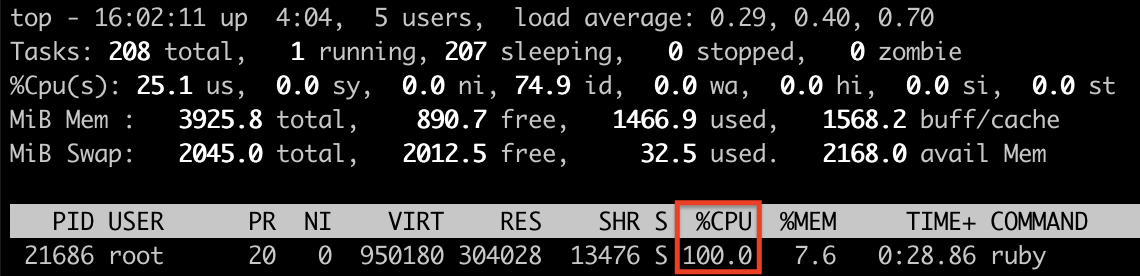 top - 16:02:11 up  4:04,  5 users,  load average: 0.29, 0.40, 0.70
Tasks: 208 total,   1 running, 207 sleeping,   0 stopped,   0 zombie
%Cpu(s): 25.1 us,  0.0 sy,  0.0 ni, 74.9 id,  0.0 wa,  0.0 hi,  0.0 si,  0.0 st
MiB Mem :   3925.8 total,    890.7 free,   1466.9 used,   1568.2 buff/cache
MiB Swap:   2045.0 total,   2012.5 free,     32.5 used.   2168.0 avail Mem
PID USER      PR  NI    VIRT    RES    SHR S  %CPU  %MEM     TIME+ COMMAND
21686 root      20   0  950180 304028  13476 S 100.0   7.6   0:28.86 ruby